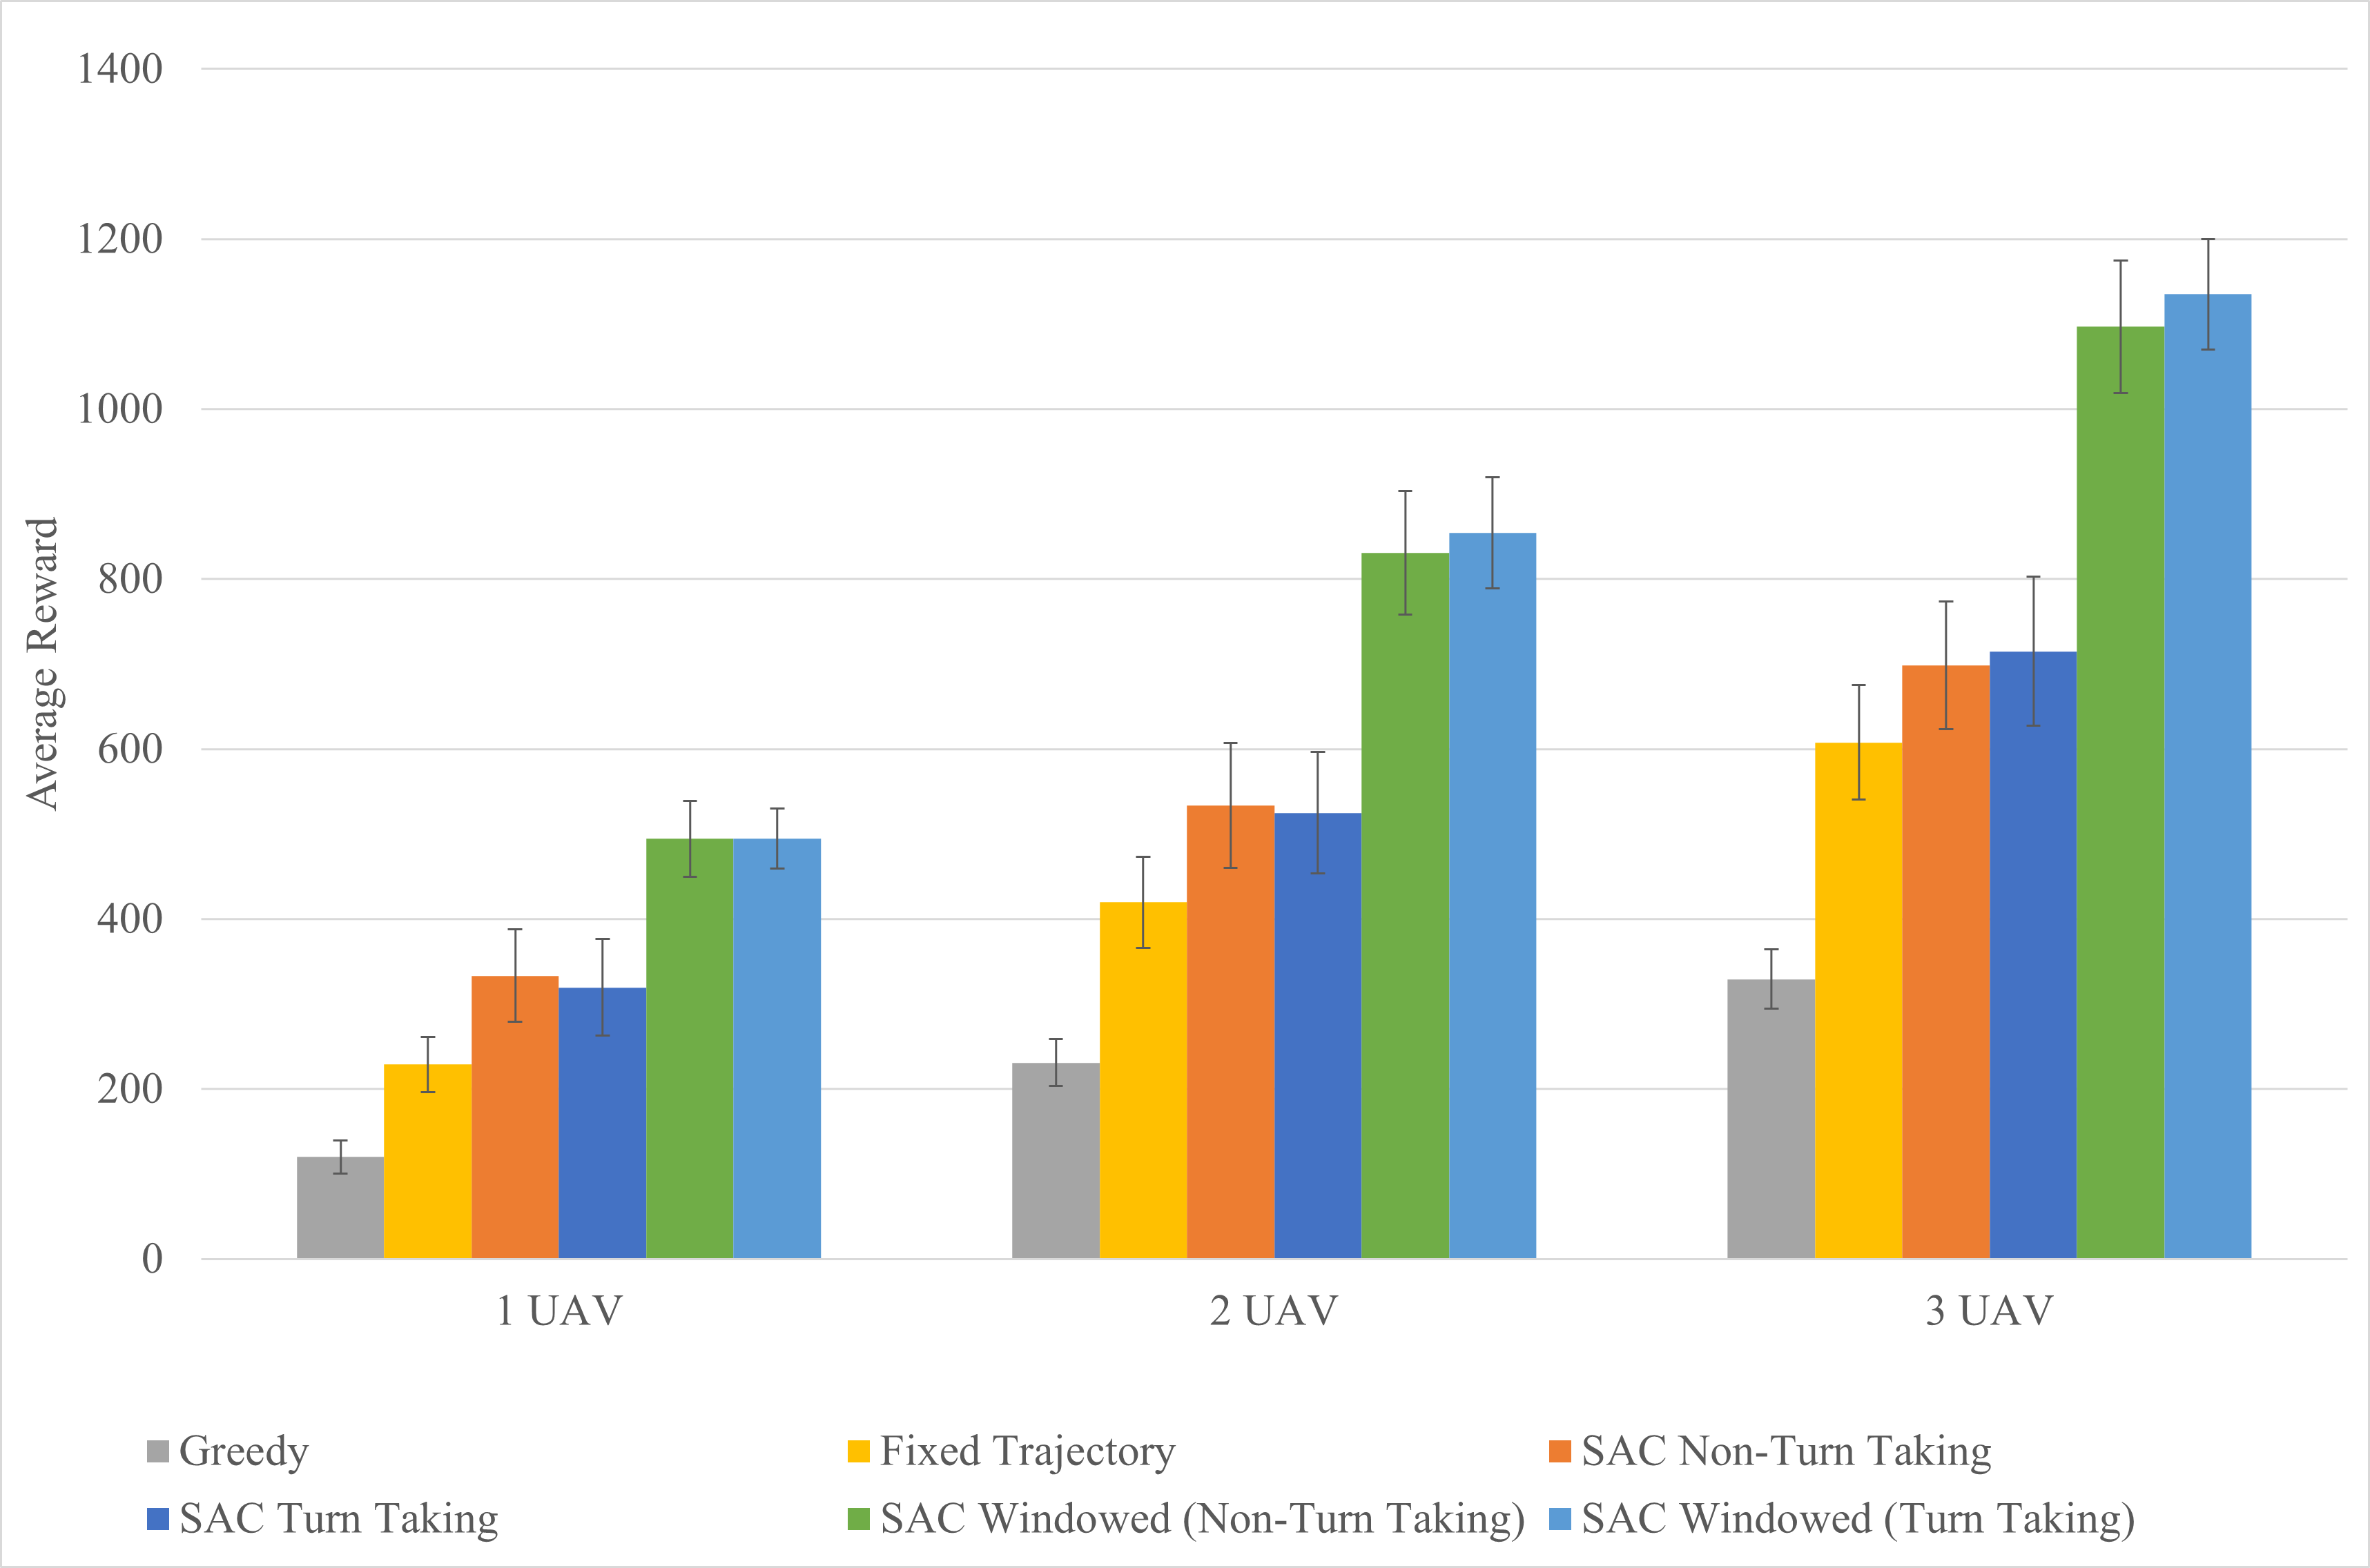 1400
1200
1000
800
600
400
200
0
Average Reward
1 UAV
2 UAV
3 UAV
Greedy
Fixed Trajectory
SAC Non-Turn Taking
SAC Turn Taking
SAC Windowed (Non-Turn Taking)
SAC Windowed (Turn Taking)